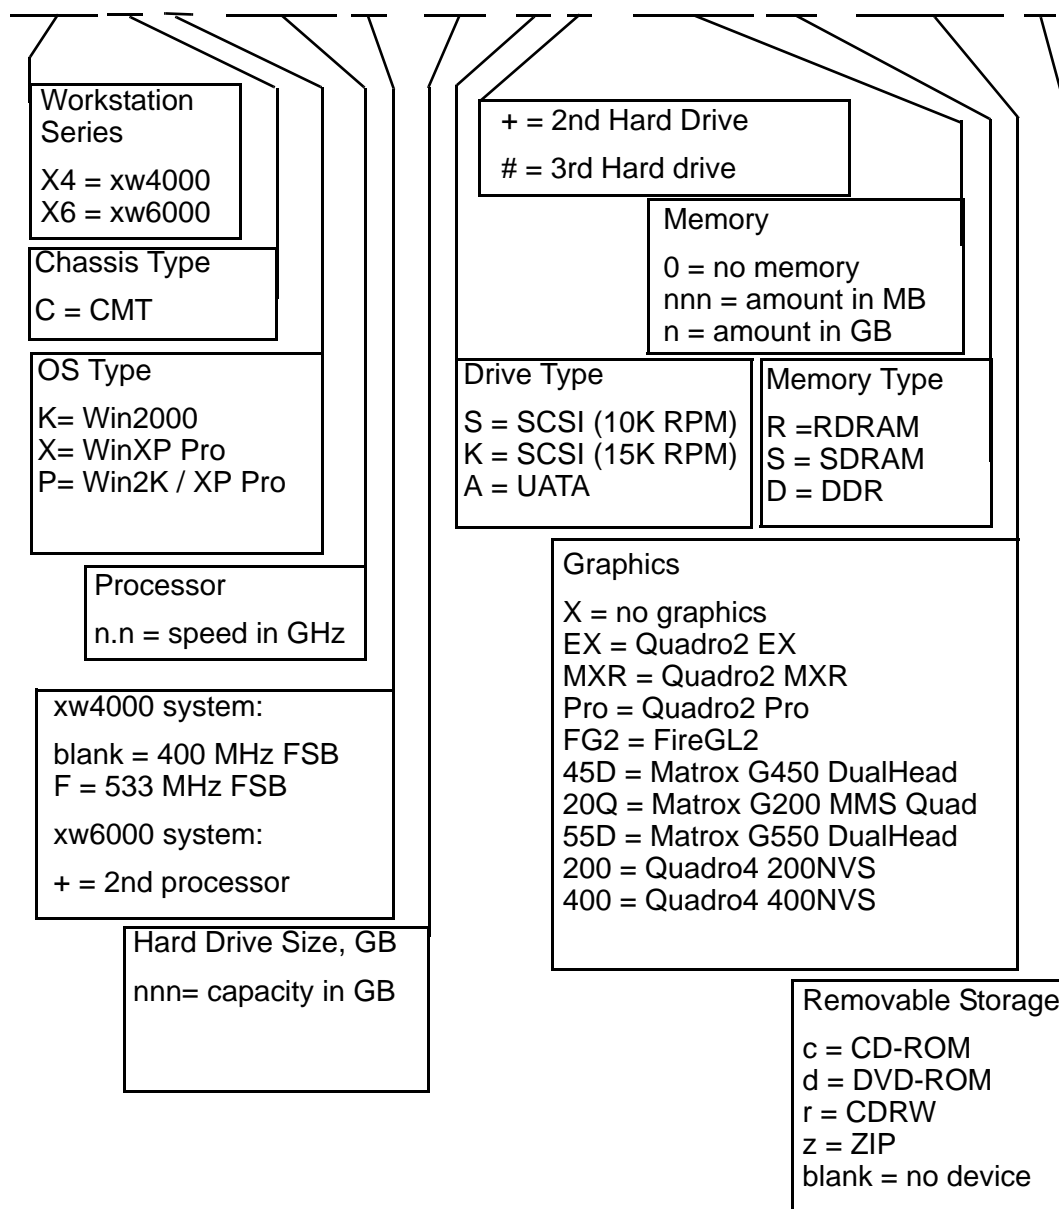 Workstation
Series
X4 = xw4000
X6 = xw6000
Chassis Type
C = CMT
OS Type
K= Win2000
X= WinXP Pro
P= Win2K / XP Pro
Processor
n.n = speed in GHz
xw4000 system:
blank = 400 MHz FSB
F = 533 MHz FSB
xw6000 system:
+ = 2nd processor
Hard Drive Size, GB
nnn= capacity in GB
+ = 2nd Hard Drive
# = 3rd Hard drive
Memory
0 = no memory
nnn = amount in MB
n = amount in GB
Drive Type
S = SCSI (10K RPM)
K = SCSI (15K RPM)
A = UATA
Memory Type
R =RDRAM
S = SDRAM
D = DDR
Graphics
X = no graphics
EX = Quadro2 EX
MXR = Quadro2 MXR
Pro = Quadro2 Pro
FG2 = FireGL2
45D = Matrox G450 DualHead
20Q = Matrox G200 MMS Quad
55D = Matrox G550 DualHead
200 = Quadro4 200NVS
400 = Quadro4 400NVS
Removable Storage
c = CD-ROM
d = DVD-ROM
r = CDRW
z = ZIP
blank = no device